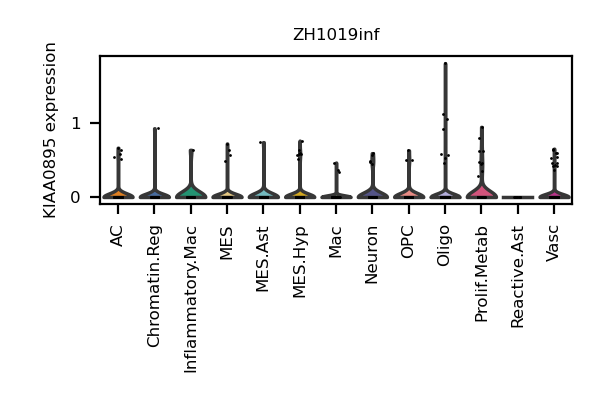 ZH1019inf
KIAA0895 expression
1
0
AC
Chromatin.Reg
Inflammatory.Mac
MES
MES.Ast
MES.Hyp
Mac
Neuron
OPC
Oligo
Prolif.Metab
Reactive.Ast
Vasc